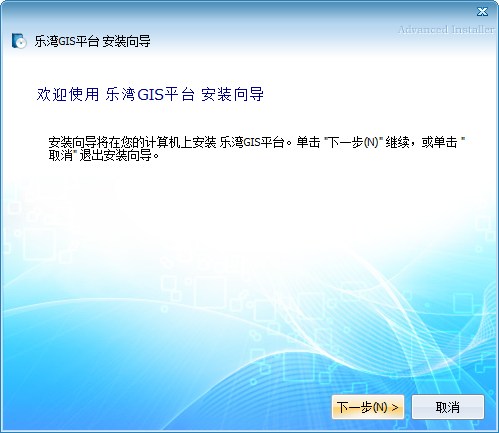 Advanced Installer
乐湾GIS平台 安装向导
欢迎使用 乐湾GIS平台 安装向导
安装向导将在您的计算机上安装 乐湾GIS平台。单击 "下一步(N)" 继续，或单击 "
取消" 退出安装向导。
下一步(N) >
取消